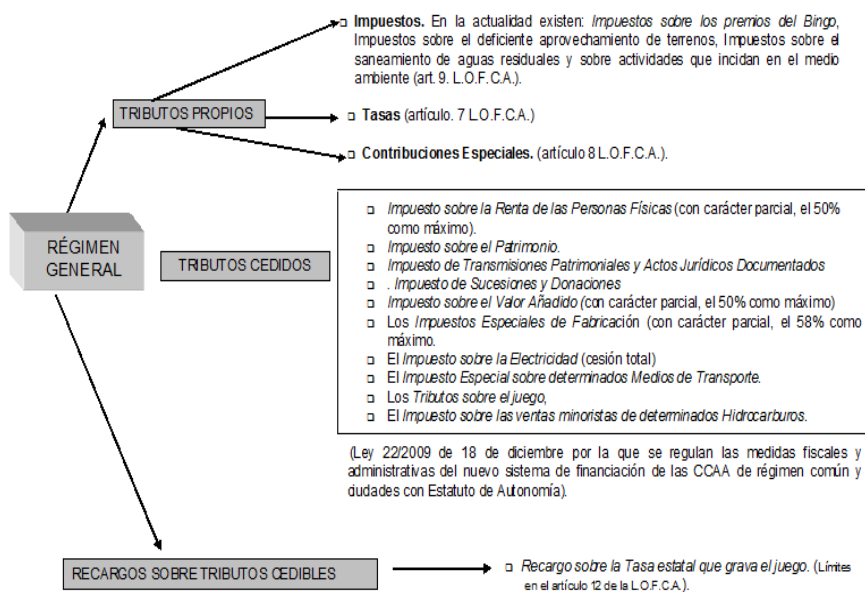 □ Impuestos. En la actualidad existen: Impuestos sobre los premios del Bingo,
Impuestos sobre el deficiente aprovechamiento de terrenos, Impuestos sobre el
saneamiento de aguas residuales y sobre actividades que incidan en el medio
ambiente (art. 9. L.O.F.C.A.).
TRIBUTOS PROPIOS
□ Tasas (artículo. 7 L.O.F.C.A.)
□ Contribuciones Especiales. (artículo 8 L.O.F.C.A.).
RÉGIMEN
GENERAL
TRIBUTOS CEDIDOS
□ Impuesto sobre la Renta de las Personas Físicas (con carácter parcial, el 50%
como máximo).
□ Impuesto sobre el Patrimonio.
□ Impuesto de Transmisiones Patrimoniales y Actos Jurídicos Documentados
□ . Impuesto de Sucesiones y Donaciones
□ Impuesto sobre el Valor Añadido (con carácter parcial, el 50% como máximo)
□ Los Impuestos Especiales de Fabricación (con carácter parcial, el 58% como
máximo.
□ El Impuesto sobre la Electricidad (cesión total)
□ El Impuesto Especial sobre determinados Medios de Transporte.
□ Los Tributos sobre el juego,
□ El Impuesto sobre las ventas minoristas de determinados Hidrocarburos.
(Ley 22/2009 de 18 de diciembre por la que se regulan las medidas fiscales y
administrativas del nuevo sistema de financiación de las CCAA de régimen común y
ciudades con Estatuto de Autonomía).
RECARGOS SOBRE TRIBUTOS CEDIBLES
□ Recargo sobre la Tasa estatal que grava el juego. (Límites
en el artículo 12 de la L.O.F.C.A.).